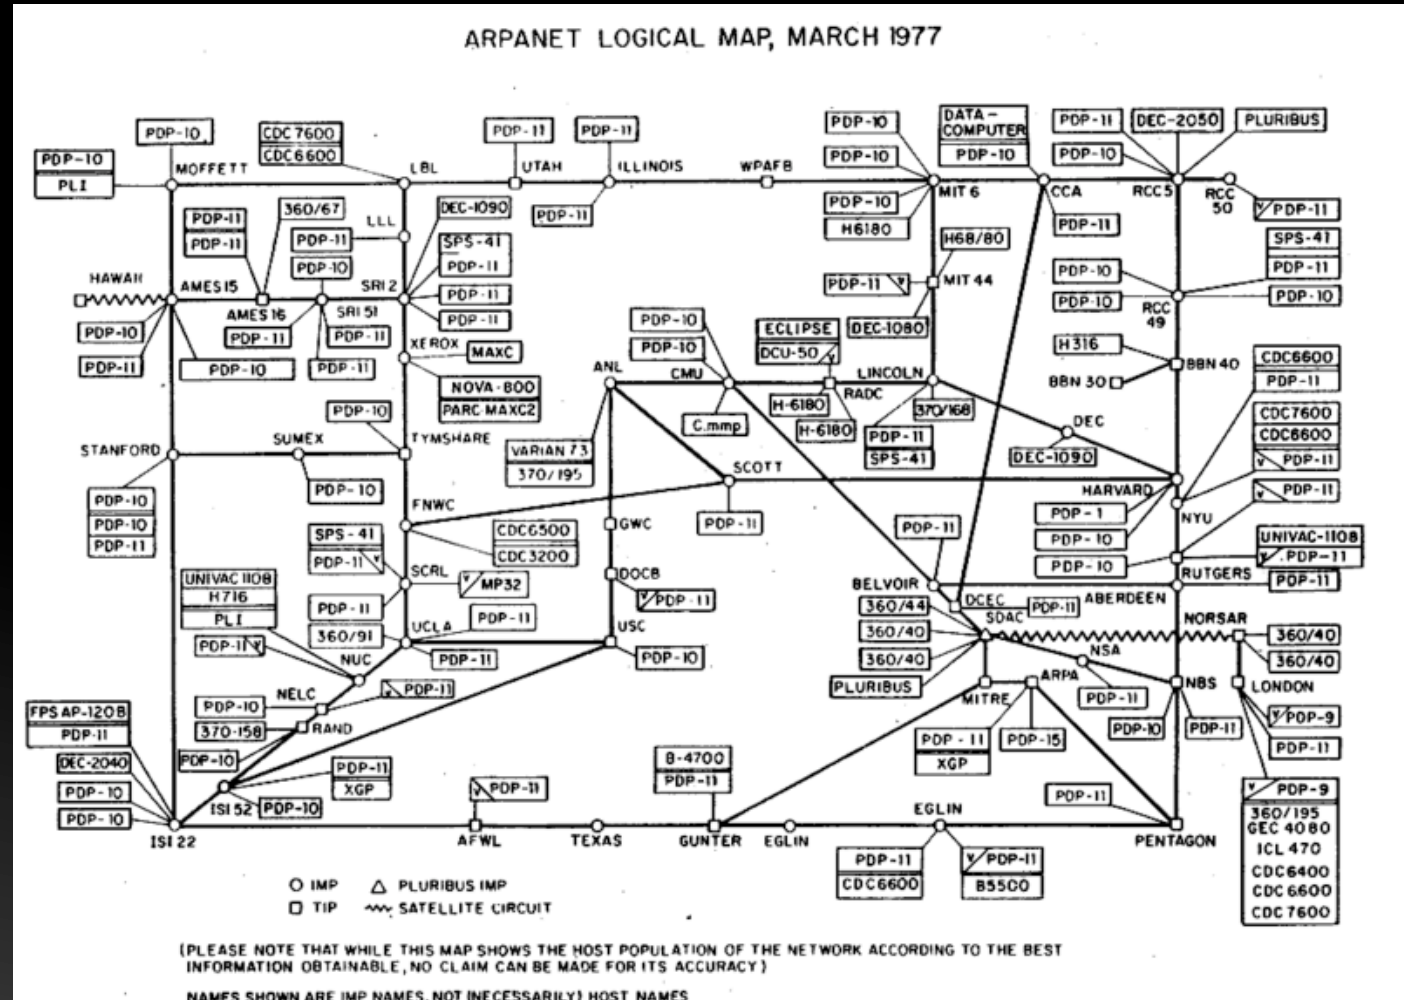 ARPANET LOGICAL MAP, MARCH 1977
PDP-10
CDC 7600
CDC6600
PDP-11
PDP-11
PDP-10
PDP-10
DATA-
COMPUTER
PDP-10
PDP-11
PDP-10
DEC-2050
PLURIBUS
PDP-10
PLI
MOFFETT
LBL
UTAH
ILLINOIS
WPAFB
PDP-11
PDP-10
H6180
MIT 6
CCA
PDP-11
RCC 5
RCC
50
PDP-11
PDP-11
PDP-11
360/67
LLL
PDP-11
PDP-10
DEC-1090
SPS-41
PDP-11
PDP-11
PDP-11
H68/80
PDP-11
MIT 44
DEC-1080
PDP-10
PDP-10
SPS-41
PDP-11
PDP-10
RCC
49
HAWAII
AMES15
AMES16
SRI 51
SRI 2
PDP-10
PDP-11
PDP-10
PDP-11
PDP-11
PDP-11
XEROX
MAXC
NOVA-800
PARC-MAXC2
PDP-10
PDP-10
ANL
CMU
C.mmp
ECLIPSE
DCU-50
RADC
H-6180
H-6180
LINCOLN
370/168
PDP-11
SPS-41
DEC
DEC-1090
H316
BBN 40
BBN 30
CDC6600
PDP-11
CDC7600
CDC6600
PDP-11
PDP-11
STANFORD
SUMEX
PDP-10
TYMSHARE
PDP-10
PDP-10
PDP-10
PDP-11
VARIAN 73
370/195
SCOTT
PDP-11
HARVARD
PDP-1
PDP-10
NYU
FNWC
CDC6500
CDC3200
GWC
SPS-41
PDP-11
SCRL
MP32
PDP-11
DOCB
PDP-11
PDP-11
BELVOIR
PDP-10
UNIVAC-1108
PDP-11
RUTGERS
PDP-11
ABERDEEN
UNIVAC 1108
H716
PLI
PDP-11
360/91
UCLA
PDP-11
PDP-11
USC
PDP-10
360/44
360/40
360/40
PLURIBUS
DCEC
PDP-11
SDAC
NORSAR
360/40
360/40
NUC
NELC
PDP-11
PDP-10
370-158
RAND
PDP-10
NSA
PDP-11
MITRE
ARPA
PDP-11
XGP
PDP-15
NBS
PDP-10
PDP-11
LONDON
PDP-9
PDP-11
FPS AP-120B
PDP-11
DEC-2040
PDP-10
PDP-10
ISI 22
ISI 52
PDP-11
XGP
PDP-10
PDP-11
AFWL
TEXAS
B-4700
PDP-11
GUNTER
EGLIN
EGLIN
PDP-11
CDC6600
PDP-11
B5500
PDP-11
PENTAGON
PDP-9
360/195
GEC 4080
ICL 470
CDC6400
CDC6600
CDC7600
IMP
PLURIBUS IMP
TIP
SATELLITE CIRCUIT
(PLEASE NOTE THAT WHILE THIS MAP SHOWS THE HOST POPULATION OF THE NETWORK ACCORDING TO THE BEST
INFORMATION OBTAINABLE, NO CLAIM CAN BE MADE FOR ITS ACCURACY)
NAMES SHOWN ARE IMP NAMES, NOT (NECESSARILY) HOST NAMES